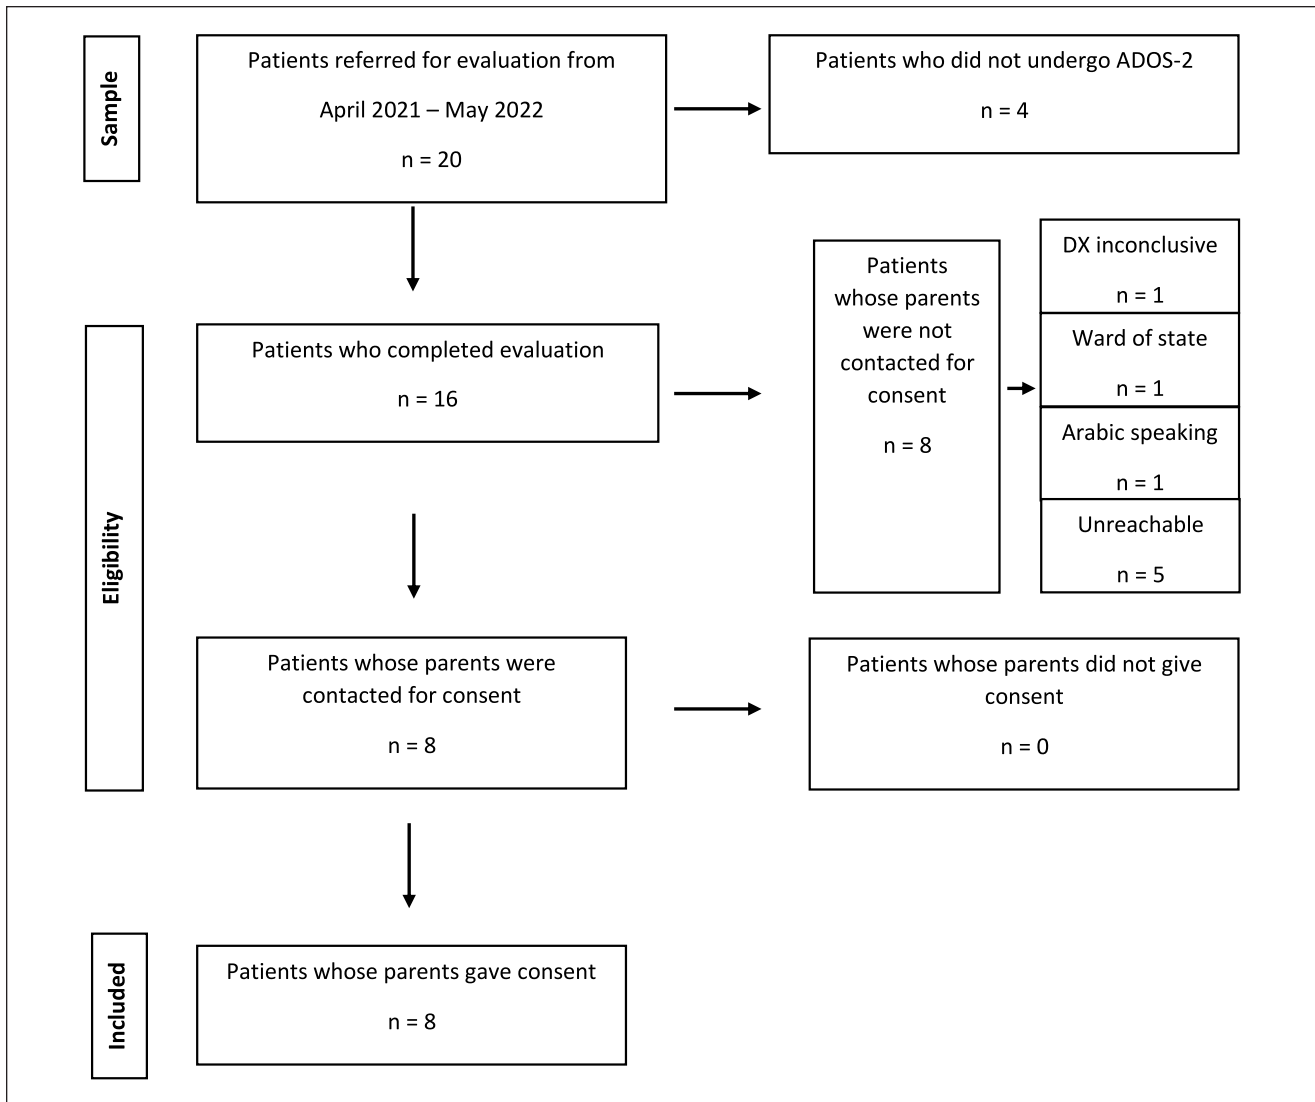 Sample
Patients referred for evaluation from
April 2021 – May 2022
n = 20
Patients who did not undergo ADOS-2
n = 4
Eligibility
Patients who completed evaluation
n = 16
Patients
whose parents
were not
contacted for
consent
n = 8
DX inconclusive
n = 1
Ward of state
n = 1
Arabic speaking
n = 1
Unreachable
n = 5
Patients whose parents were
contacted for consent
n = 8
Patients whose parents did not give
consent
n = 0
Included
Patients whose parents gave consent
n = 8